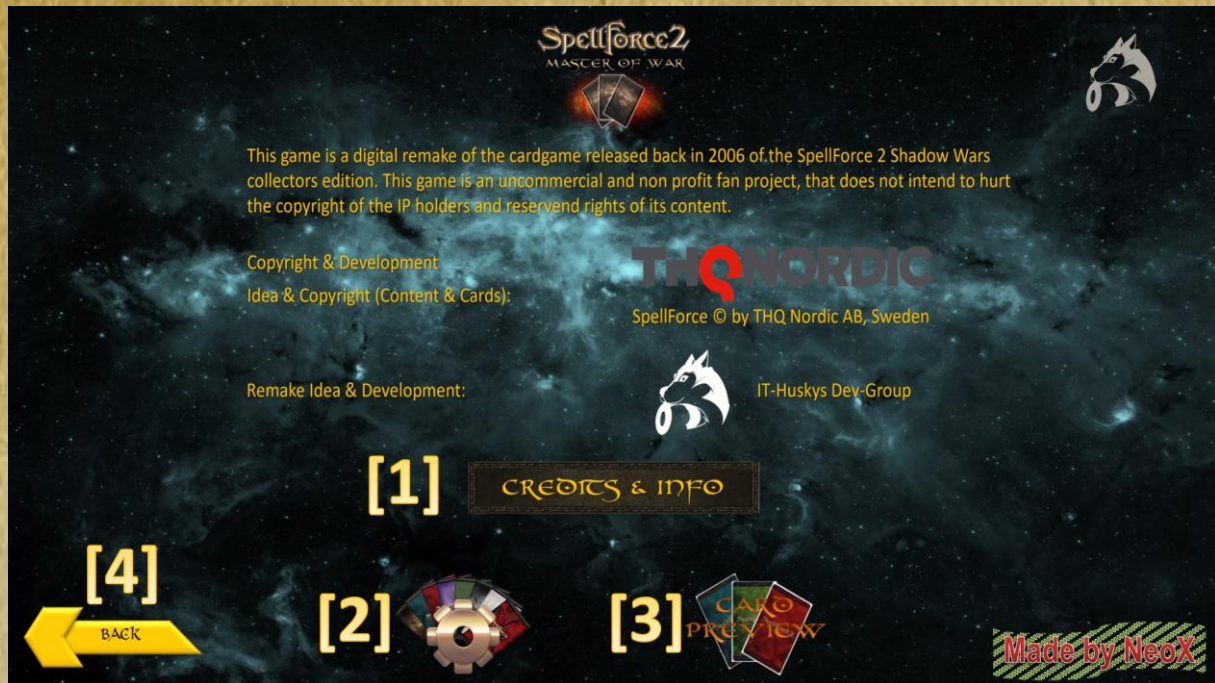 SpellForce 2
MASTER OF WAR
This game is a digital remake of the cardgame released back in 2006 of the SpellForce 2 Shadow Wars
collectors edition. This game is an uncommercial and non profit fan project, that does not intend to hurt
the copyright of the IP holders and reservend rights of its content.
Copyright & Development
Idea & Copyright (Content & Cards):
THQ NORDIC
SpellForce © by THQ Nordic AB, Sweden
Remake Idea & Development:
IT-Huskys Dev-Group
[1]
CREDITS & INFO
[4]
BACK
[2]
[3]
CARD
PREVIEW
Made by NeoX